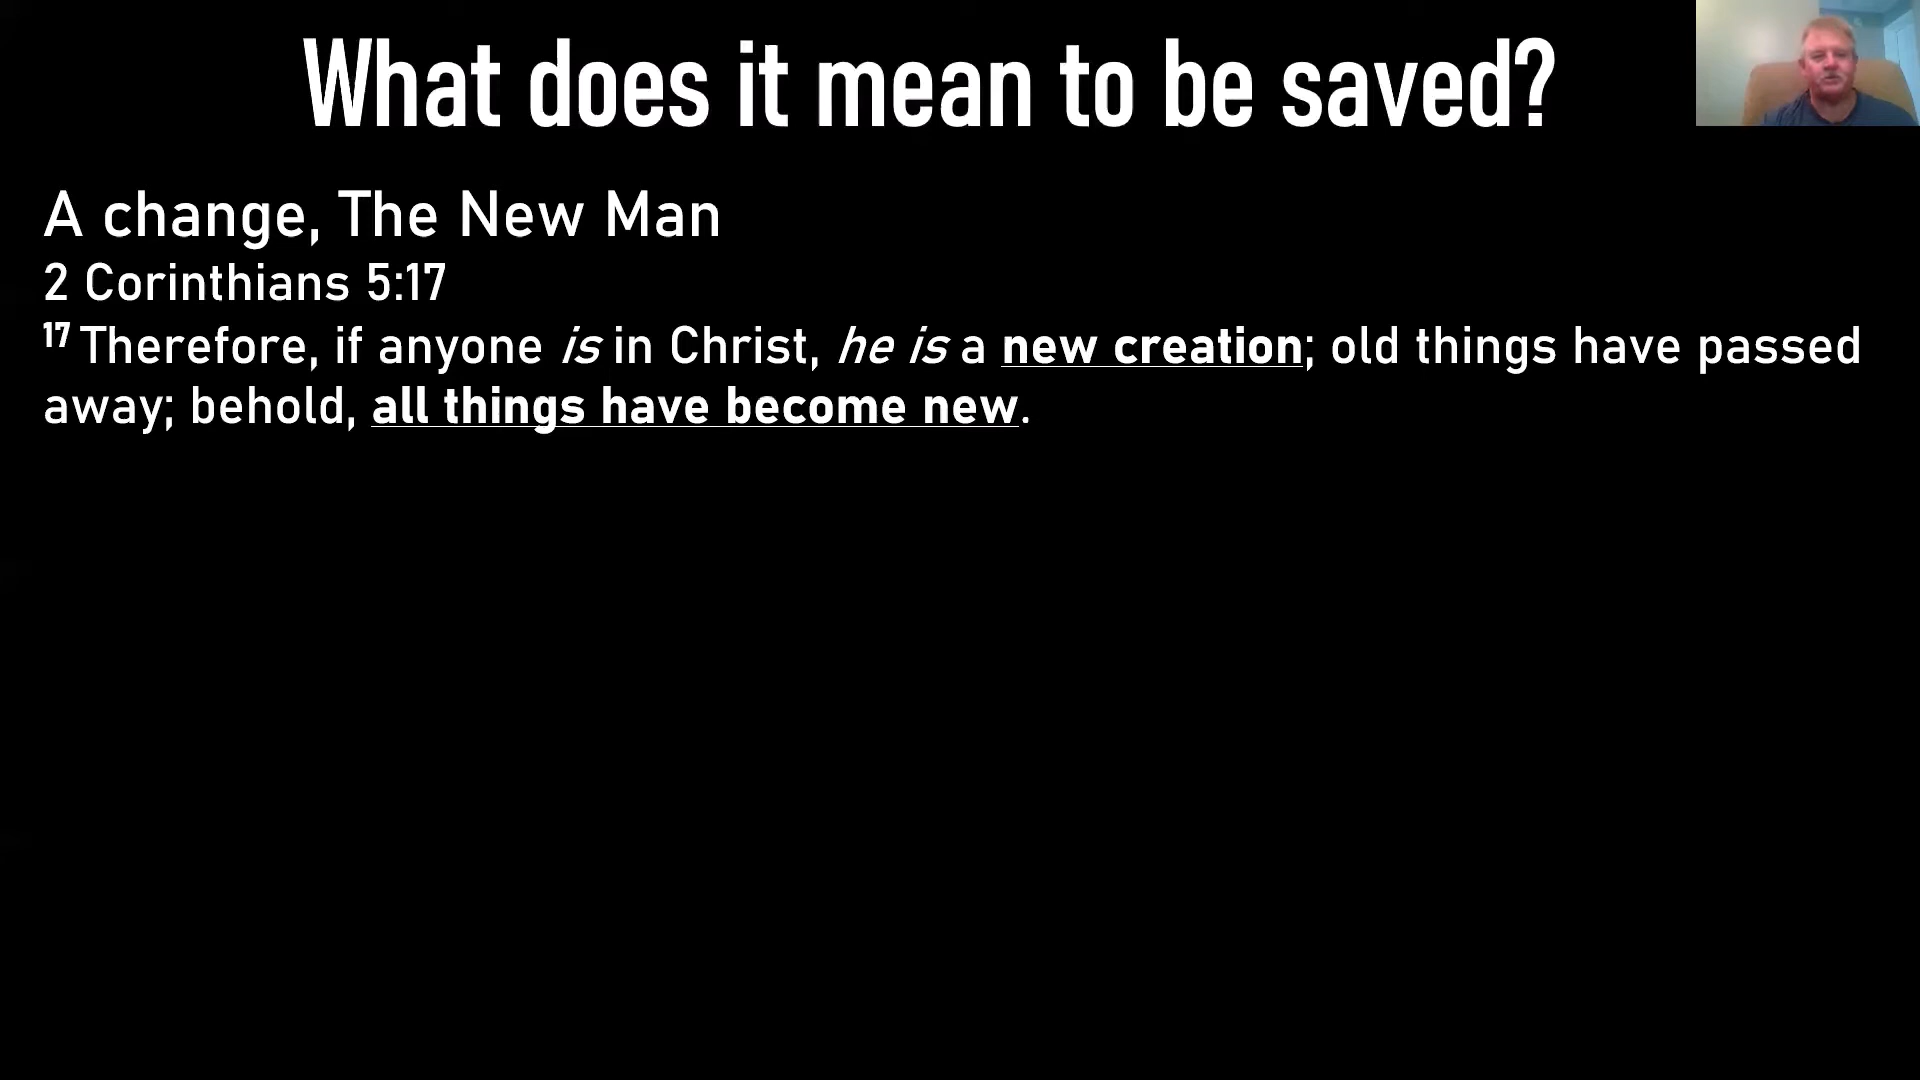 What does it mean to be saved?
A change, The New Man
2 Corinthians 5:17
17 Therefore, if anyone is in Christ, he is a new creation; old things have passed
away; behold, all things have become new.